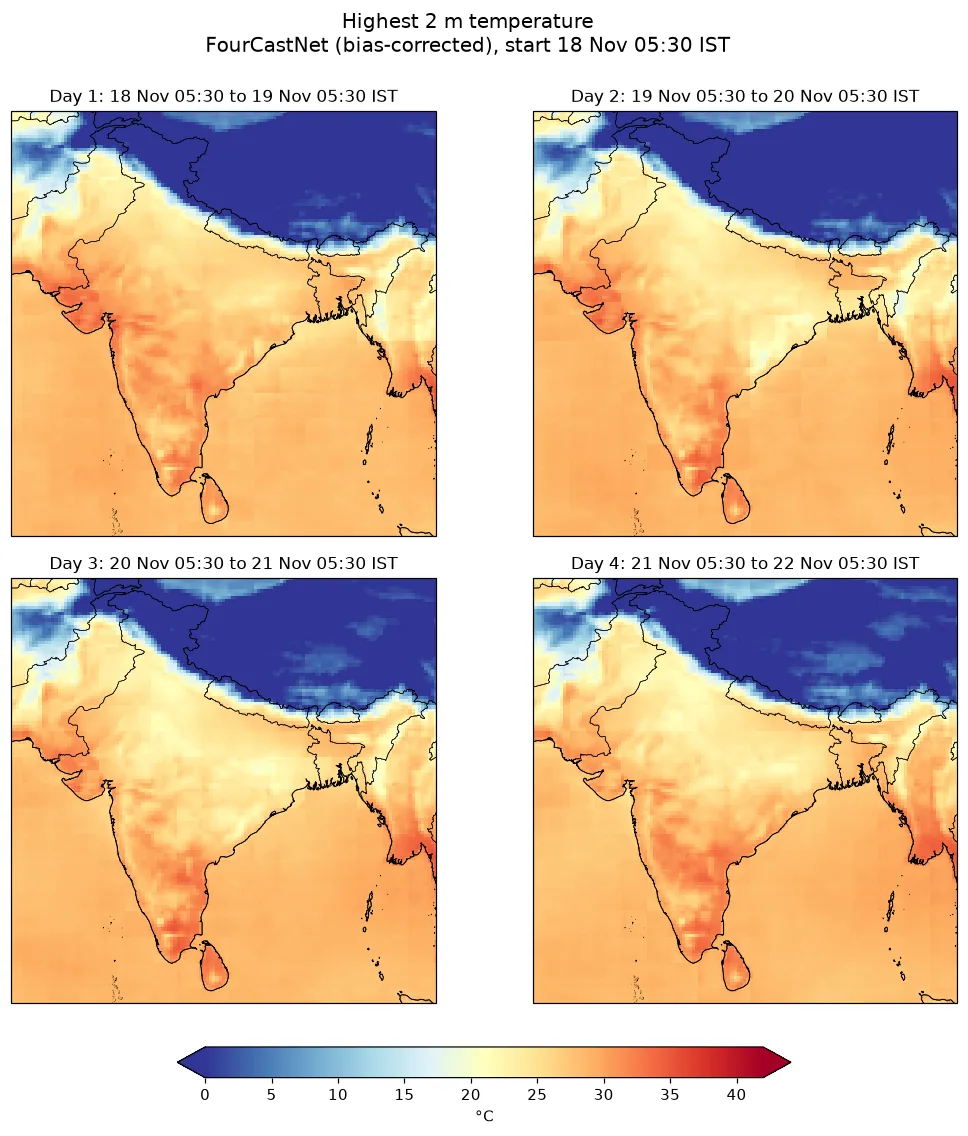 Highest 2 m temperature
FourCastNet (bias-corrected), start 18 Nov 05:30 IST
Day 1: 18 Nov 05:30 to 19 Nov 05:30 IST
Day 2: 19 Nov 05:30 to 20 Nov 05:30 IST
Day 3: 20 Nov 05:30 to 21 Nov 05:30 IST
Day 4: 21 Nov 05:30 to 22 Nov 05:30 IST
0 5 10 15 20 25 30 35 40
°C